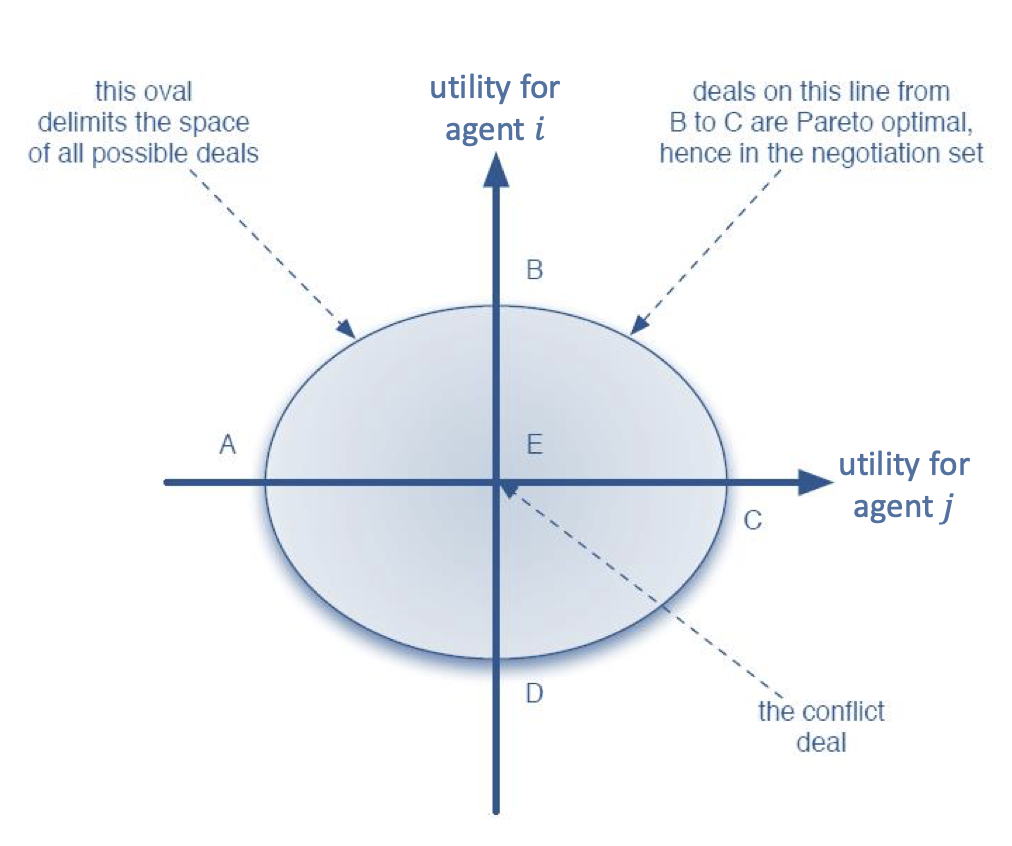 this oval
delimits the space
of all possible deals
utility for
agent i
deals on this line from
B to C are Pareto optimal,
hence in the negotiation set
B
A
E
utility for
agent j
C
D
the conflict
deal